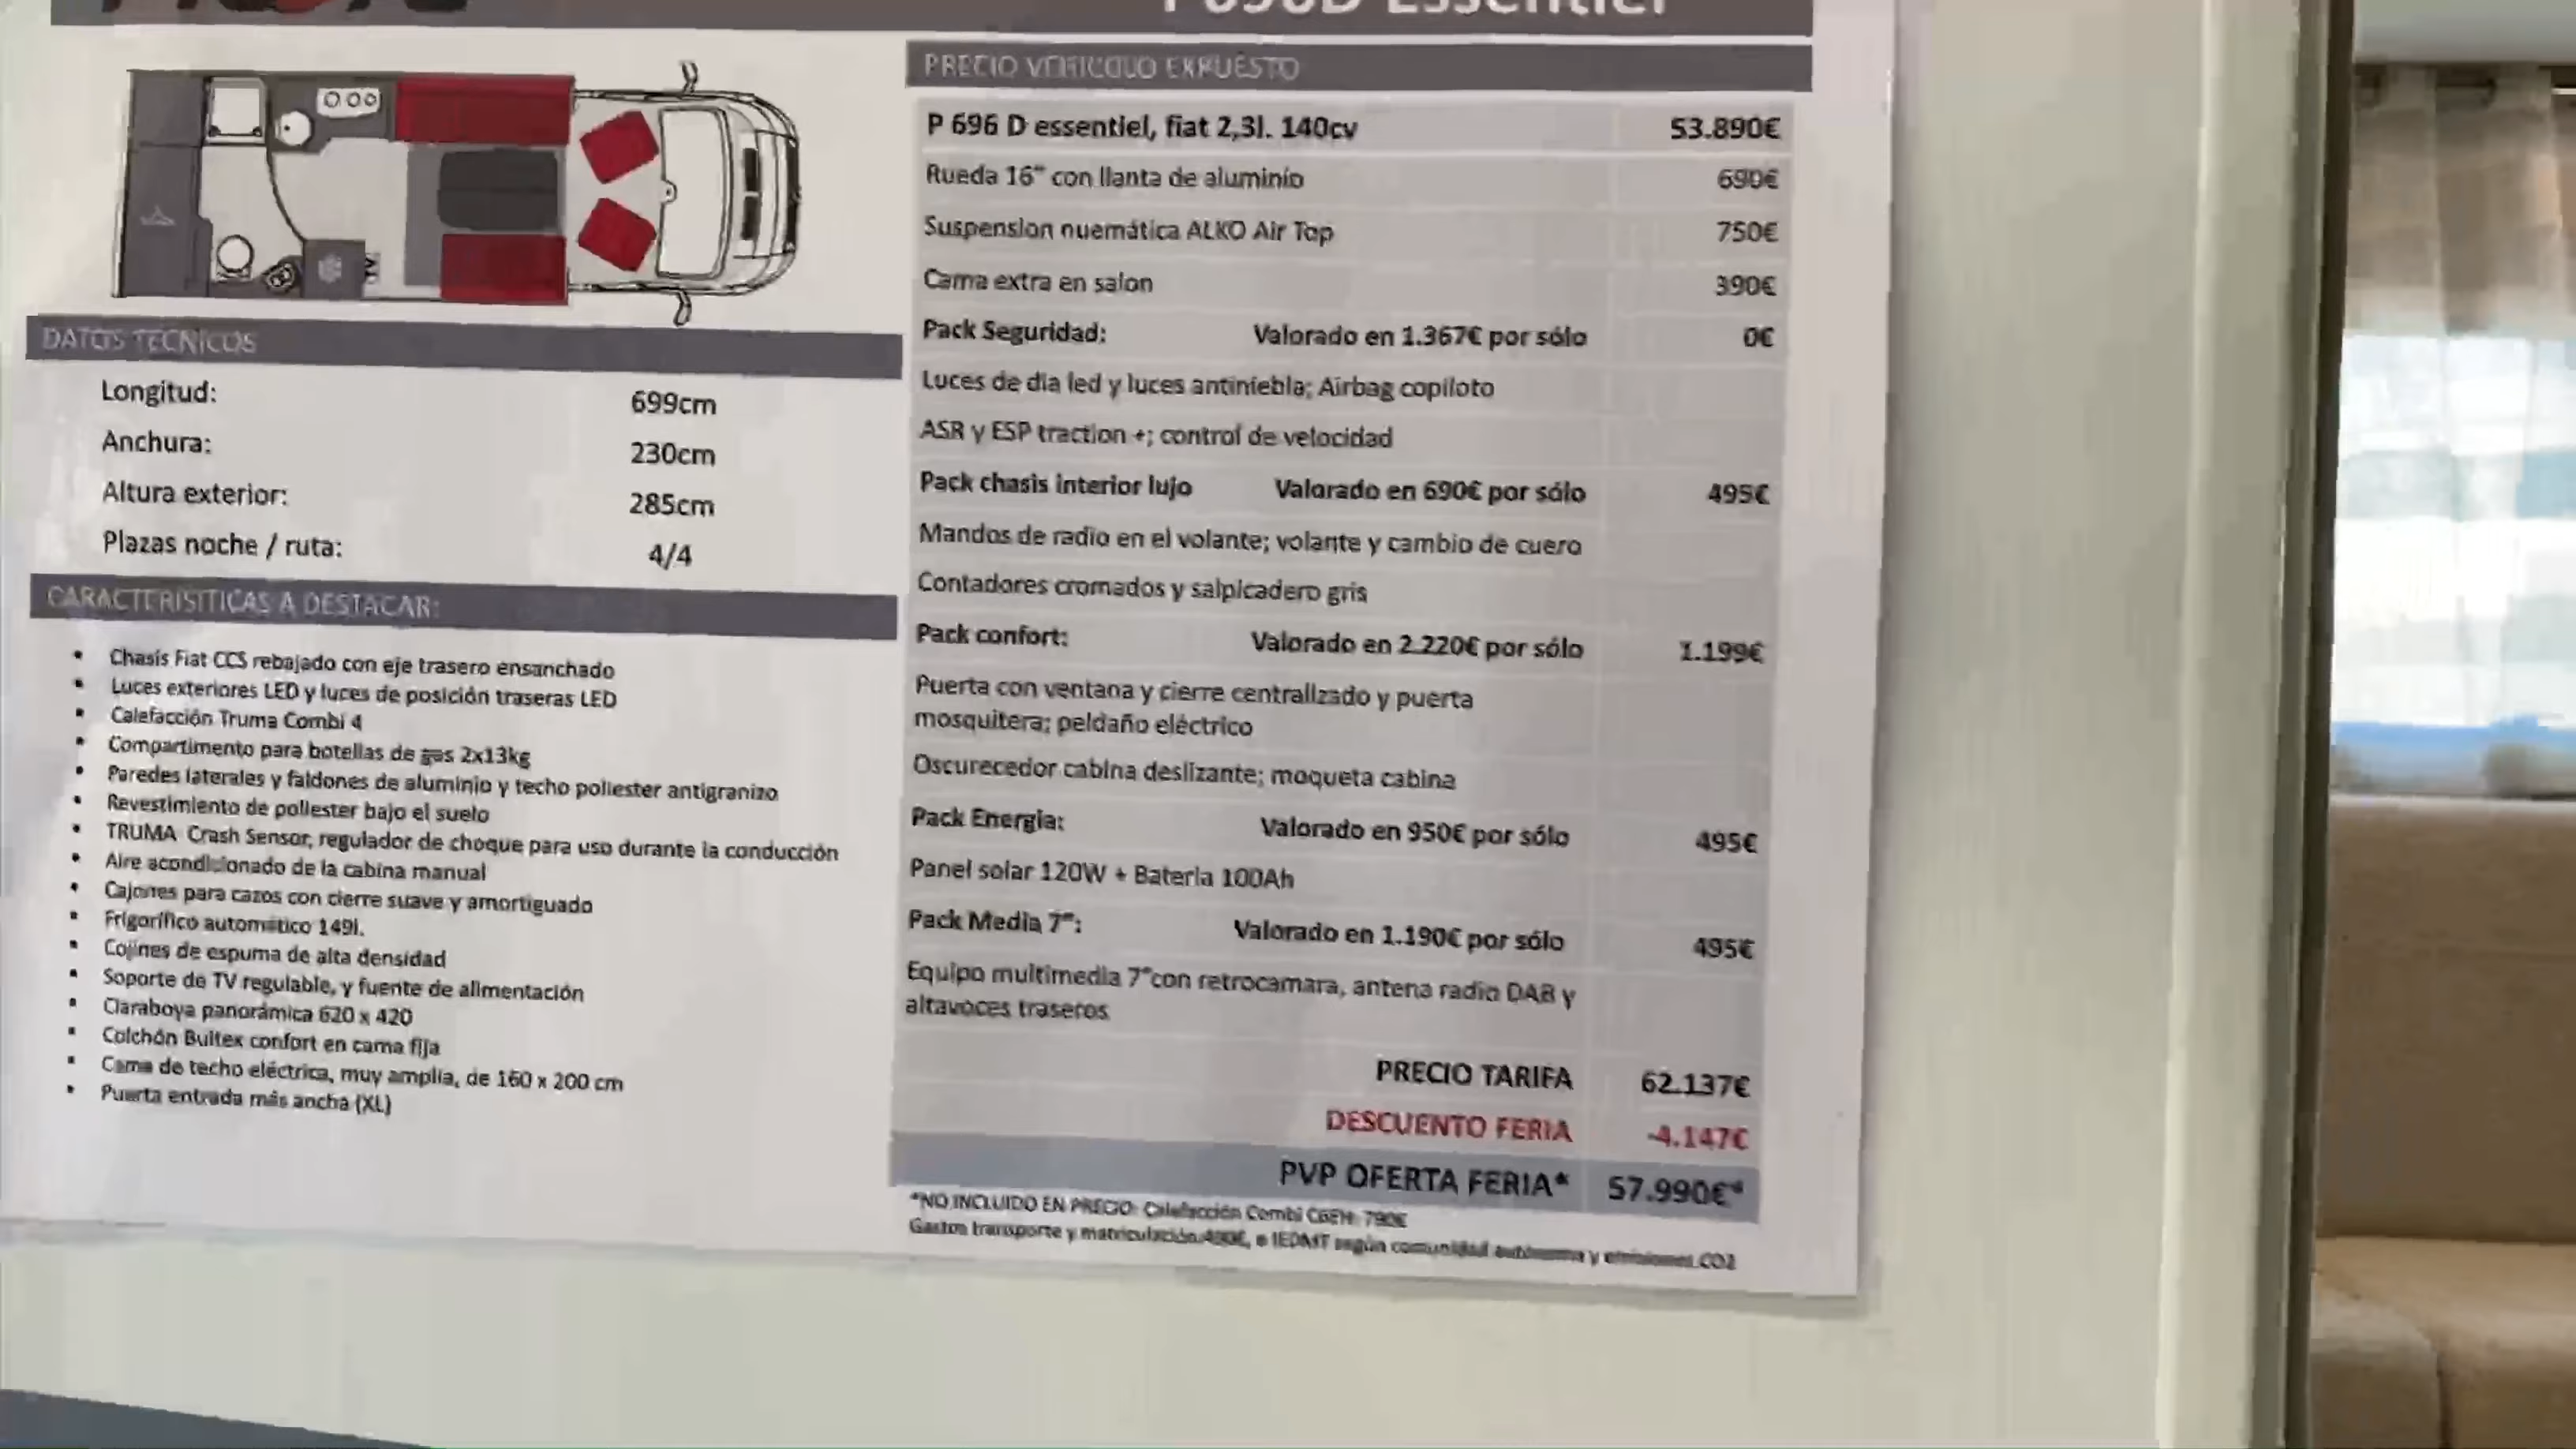 P696D Essentiel
PRECIO VEHICULO EXPUESTO
P 696 D essentiel, fiat 2,3l. 140cv 53.890€
Rueda 16" con llanta de aluminio 690€
Suspension nuemática ALKO Air Top 750€
Cama extra en salon 390€
Pack Seguridad: Valorado en 1.367€ por sólo 0€
Luces de dia led y luces antiniebla; Airbag copiloto
ASR y ESP traction +; control de velocidad
Pack chasis interior lujo Valorado en 690€ por sólo 495€
Mandos de radio en el volante; volante y cambio de cuero
Contadores cromados y salpicadero gris
Pack confort: Valorado en 2.220€ por sólo 1.199€
Puerta con ventana y cierre centralizado y puerta
mosquitera; peldaño eléctrico
Oscurecedor cabina deslizante; moqueta cabina
Pack Energia: Valorado en 950€ por sólo 495€
Panel solar 120W + Bateria 100Ah
Pack Media 7": Valorado en 1.190€ por sólo 495€
Equipo multimedia 7"con retrocamara, antena radio DAB y
altavoces traseros
PRECIO TARIFA 62.137€
DESCUENTO FERIA -4.147€
PVP OFERTA FERIA* 57.990€*
*NO INCLUIDO EN PRECIO: Calefacción Combi C6EH: 790€
Gastos transporte y matriculación: e IEDMT según comunidad autónoma y emisiones CO2
DATOS TECNICOS
Longitud: 699cm
Anchura: 230cm
Altura exterior: 285cm
Plazas noche / ruta: 4/4
CARACTERISITICAS A DESTACAR:
• Chasis Fiat CCS rebajado con eje trasero ensanchado
• Luces exteriores LED y luces de posición traseras LED
• Calefacción Truma Combi 4
• Compartimento para botellas de gas 2x13kg
• Paredes laterales y faldones de aluminio y techo poliester antigranizo
• Revestimiento de poliester bajo el suelo
• TRUMA Crash Sensor, regulador de choque para uso durante la conducción
• Aire acondicionado de la cabina manual
• Cajones para cazos con cierre suave y amortiguado
• Frigorífico automático 149l.
• Cojines de espuma de alta densidad
• Soporte de TV regulable, y fuente de alimentación
• Claraboya panorámica 620 x 420
• Colchón Bultex confort en cama fija
• Cama de techo eléctrica, muy amplia, de 160 x 200 cm
• Puerta entrada más ancha (XL)